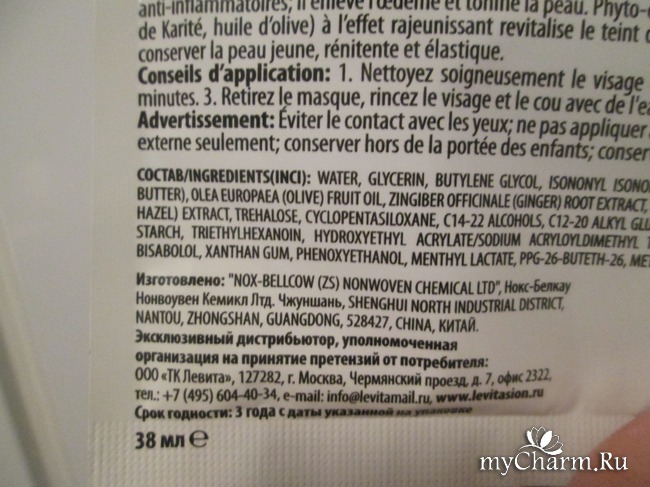 anti-inflammatoires; il enlève l'œdème et tonifie la peau. Phyto-
de Karité, huile d'olive) à l'effet rajeunissant revitalise le teint
conserver la peau jeune, rénitente et élastique.
Conseils d'application: 1. Nettoyez soigneusement le visage
minutes. 3. Retirez le masque, rincez le visage et le cou avec de l'ea
Advertissement: Éviter le contact avec les yeux; ne pas appliquer
externe seulement; conserver hors de la portée des enfants; conser
СОСТАВ/INGREDIENTS(INCI): WATER, GLYCERIN, BUTYLENE GLYCOL, ISONONYL ISONO
BUTTER), OLEA EUROPAEA (OLIVE) FRUIT OIL, ZINGIBER OFFICINALE (GINGER) ROOT EXTRACT,
HAZEL) EXTRACT, TREHALOSE, CYCLOPENTASILOXANE, C14-22 ALCOHOLS, C12-20 ALKYL GLU
STARCH, TRIETHYLHEXANOIN, HYDROXYETHYL ACRYLATE/SODIUM ACRYLOYLDIMETHYL T
BISABOLOL, XANTHAN GUM, PHENOXYETHANOL, MENTHYL LACTATE, PPG-26-BUTETH-26, MET
Изготовлено: "NOX-BELLCOW (ZS) NONWOVEN CHEMICAL LTD", Нокс-Белкау
Нонвоувен Кемикл Лтд. Чжуншань, SHENGHUI NORTH INDUSTRIAL DISTRICT,
NANTOU, ZHONGSHAN, GUANGDONG, 528427, CHINA, КИТАЙ.
Эксклюзивный дистрибьютор, уполномоченная
организация на принятие претензий от потребителя:
ООО «ТК Левита», 127282, г. Москва, Чермянский проезд, д. 7, офис 2322,
тел.: +7 (495) 604-40-34, e-mail: info@levitamail.ru, www.levitasion.ru
Срок годности: 3 года с даты указанной на упаковке
38 мл ℮
myCharm.Ru